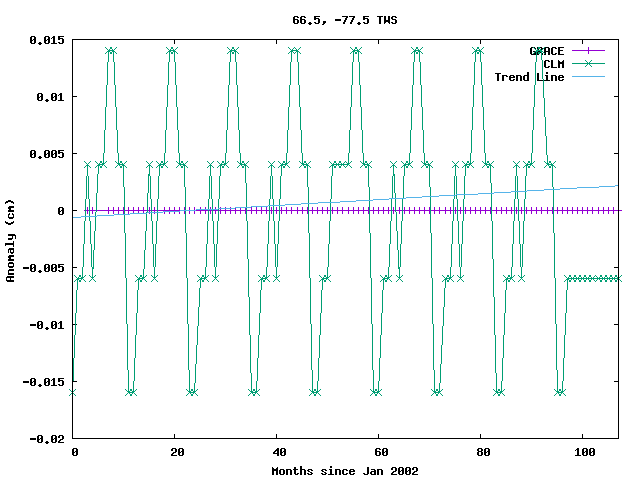 66.5, -77.5 TWS
GRACE
CLM
Trend Line
0.015
0.01
0.005
0
-0.005
-0.01
-0.015
-0.02
Anomaly (cm)
0 20 40 60 80 100
Months since Jan 2002